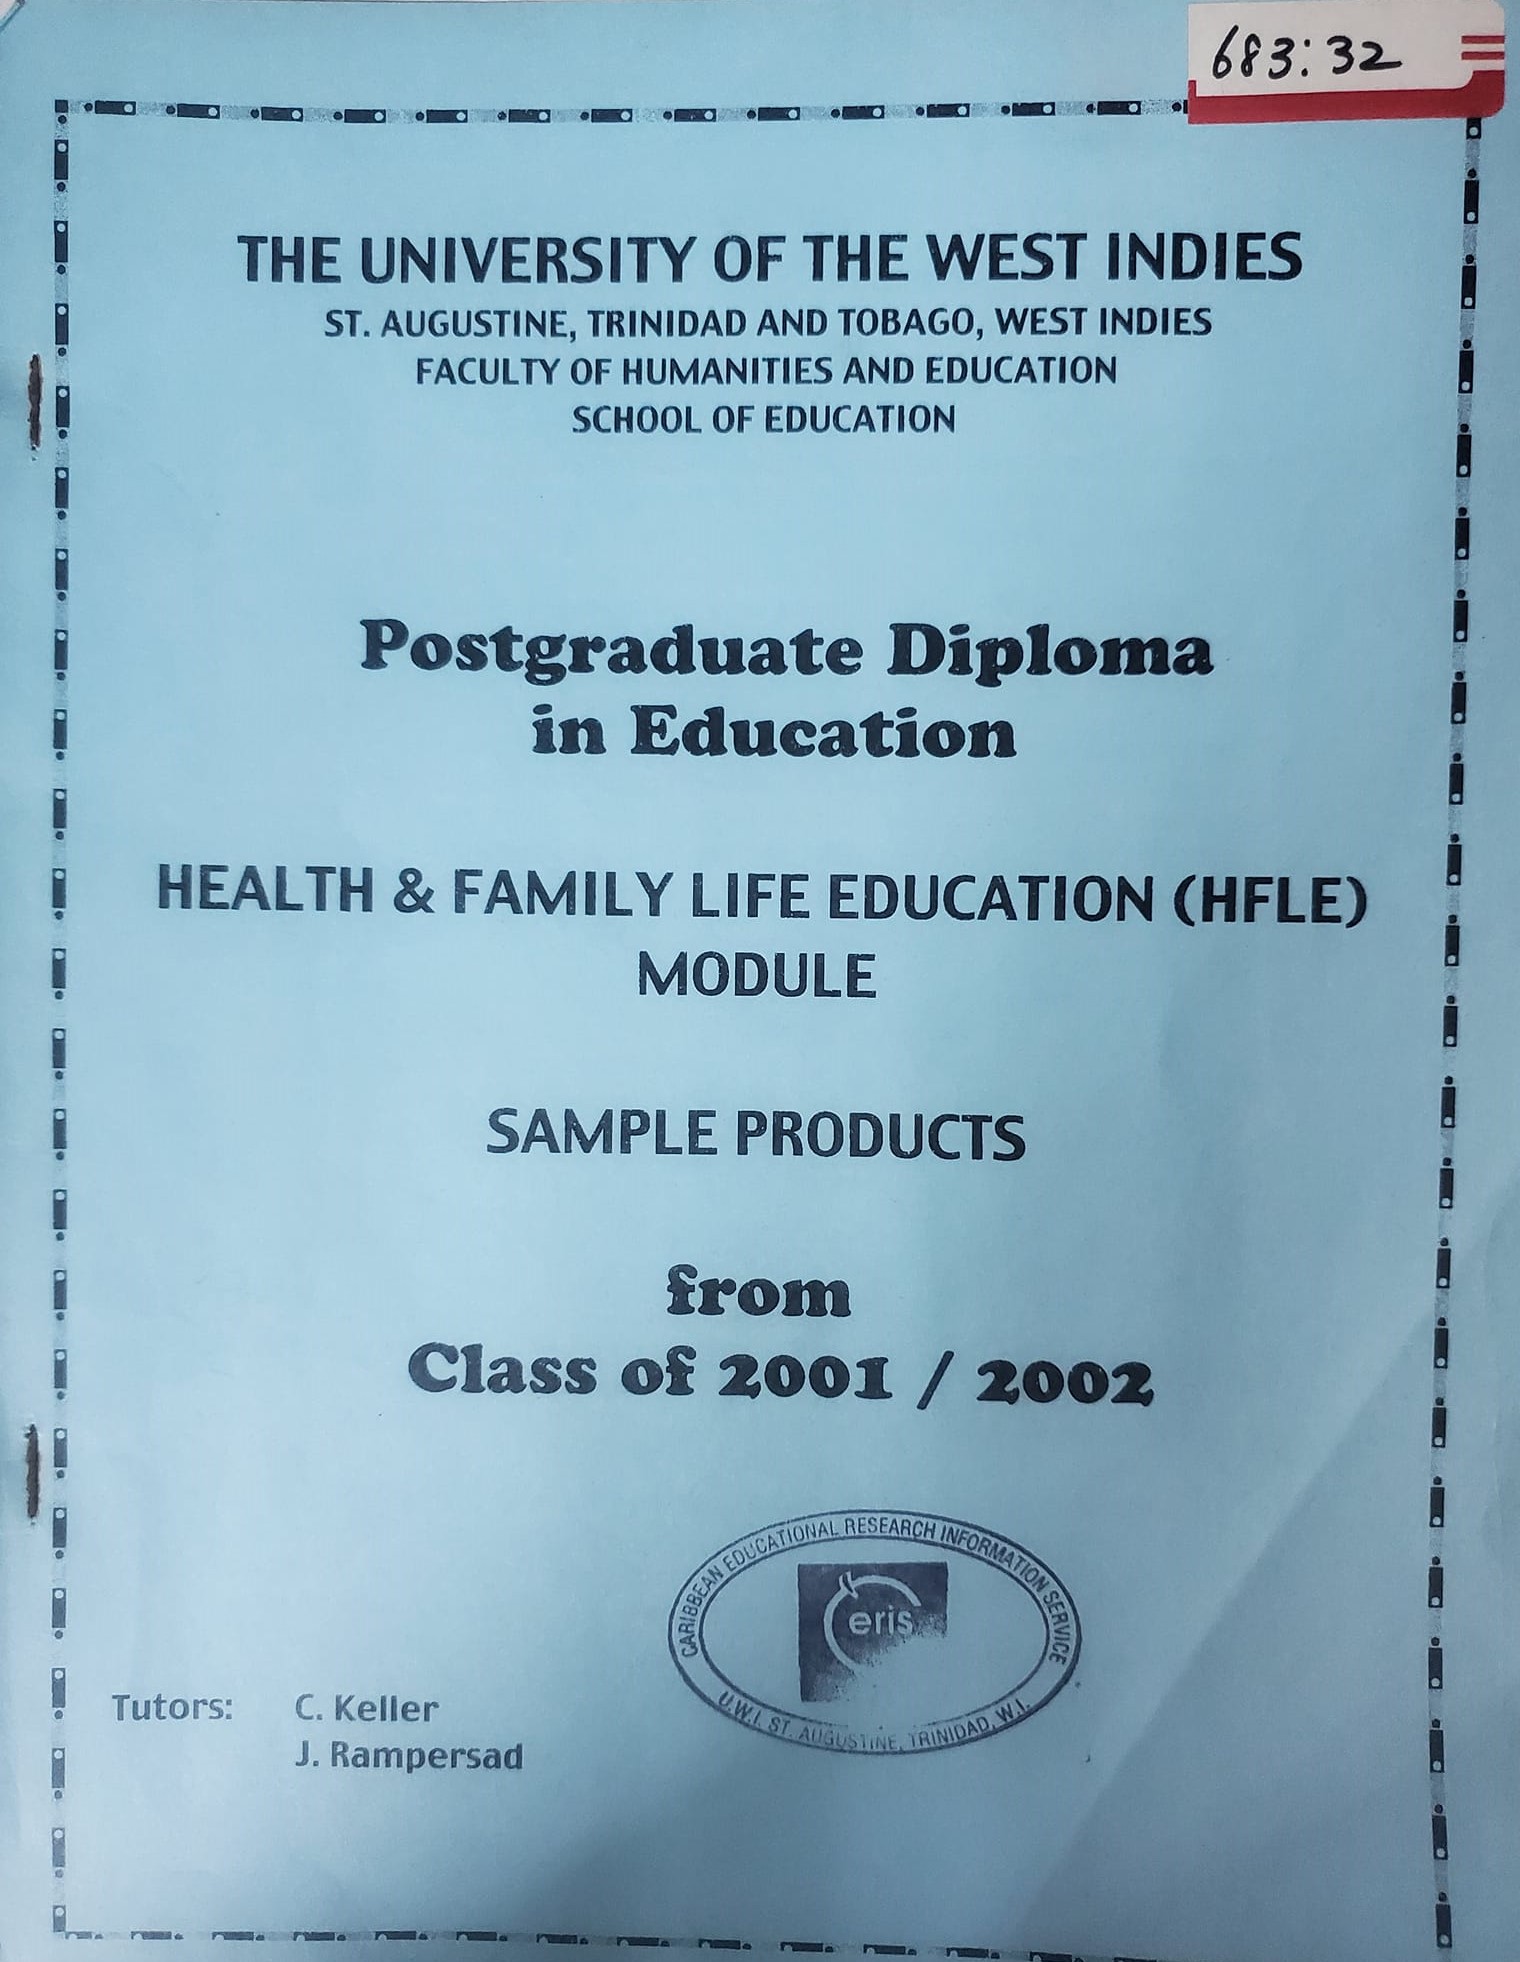 683:32
THE UNIVERSITY OF THE WEST INDIES
ST. AUGUSTINE, TRINIDAD AND TOBAGO, WEST INDIES
FACULTY OF HUMANITIES AND EDUCATION
SCHOOL OF EDUCATION
Postgraduate Diploma
in Education
HEALTH & FAMILY LIFE EDUCATION (HFLE)
MODULE
SAMPLE PRODUCTS
from
Class of 2001 / 2002
CARIBBEAN EDUCATIONAL RESEARCH INFORMATION SERVICE
eris
U.W.I. ST. AUGUSTINE, TRINIDAD, W.I.
Tutors: C. Keller
J. Rampersad